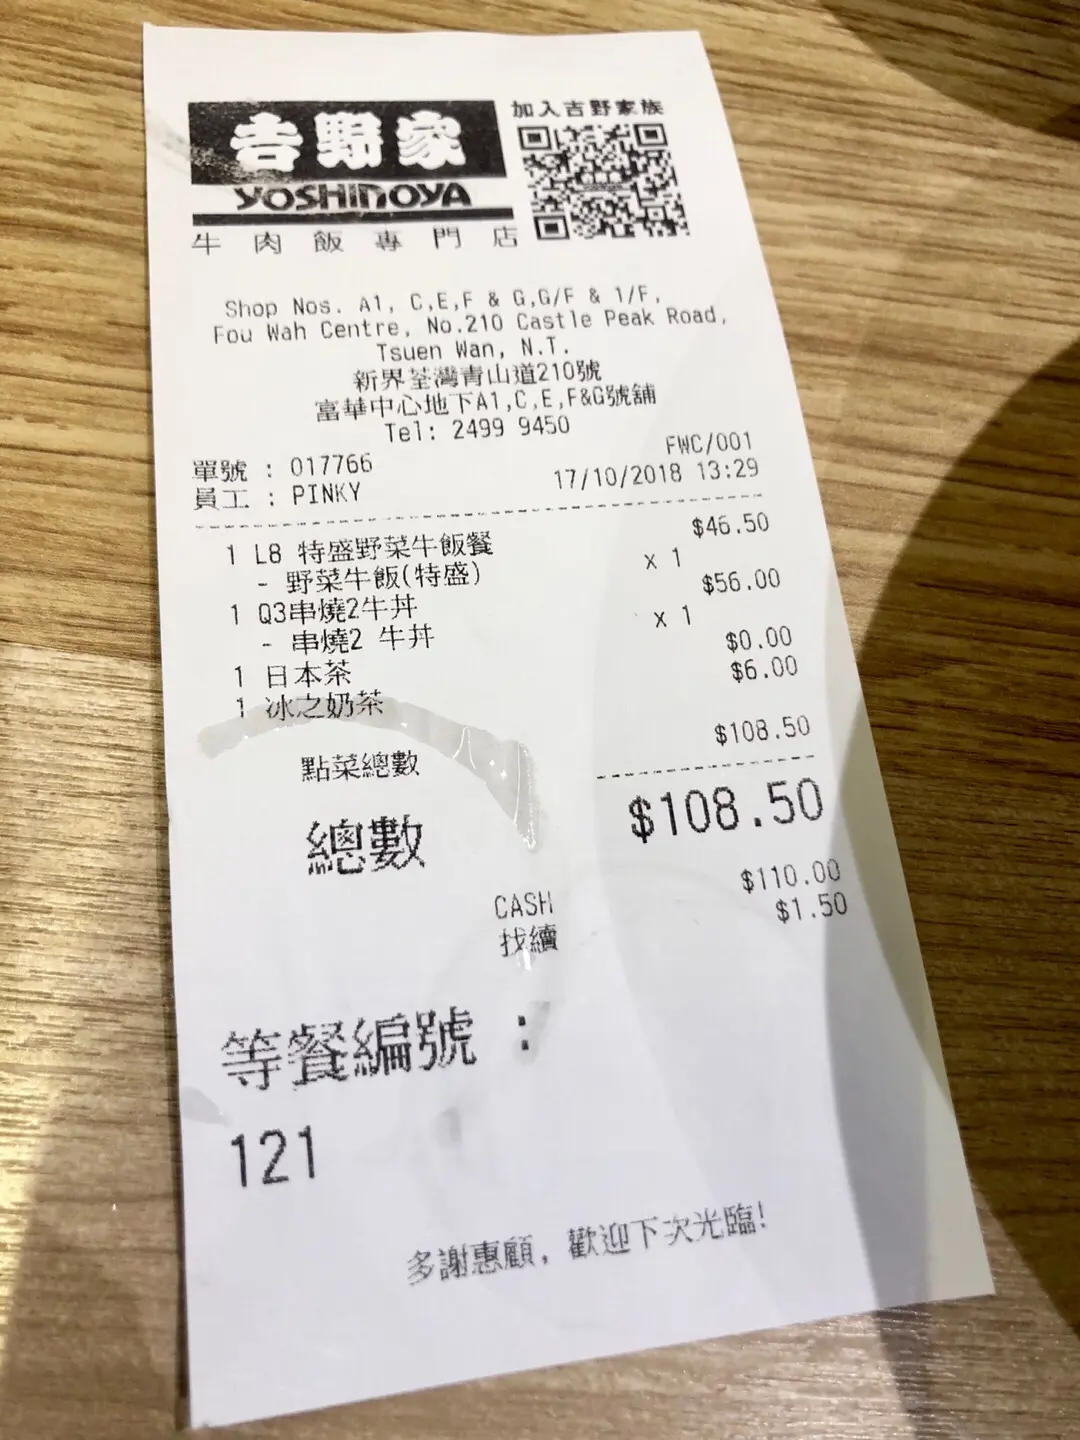 吉野家
YOSHINOYA
牛肉飯專門店
加入吉野家族
Shop Nos. A1, C,E,F & G,G/F & 1/F,
Fou Wah Centre, No.210 Castle Peak Road,
Tsuen Wan, N.T.
新界荃灣青山道210號
富華中心地下A1,C,E,F&G號舖
Tel: 2499 9450
FWC/001
單號 : 017766
員工 : PINKY 17/10/2018 13:29
1 L8 特盛野菜牛飯餐 $46.50
- 野菜牛飯(特盛) x 1
1 Q3串燒2牛丼 $56.00
- 串燒2 牛丼 x 1
1 日本茶 $0.00
1 冰之奶茶 $6.00
點菜總數 $108.50
總數 $108.50
CASH $110.00
找續 $1.50
等餐編號 :
121
多謝惠顧, 歡迎下次光臨!